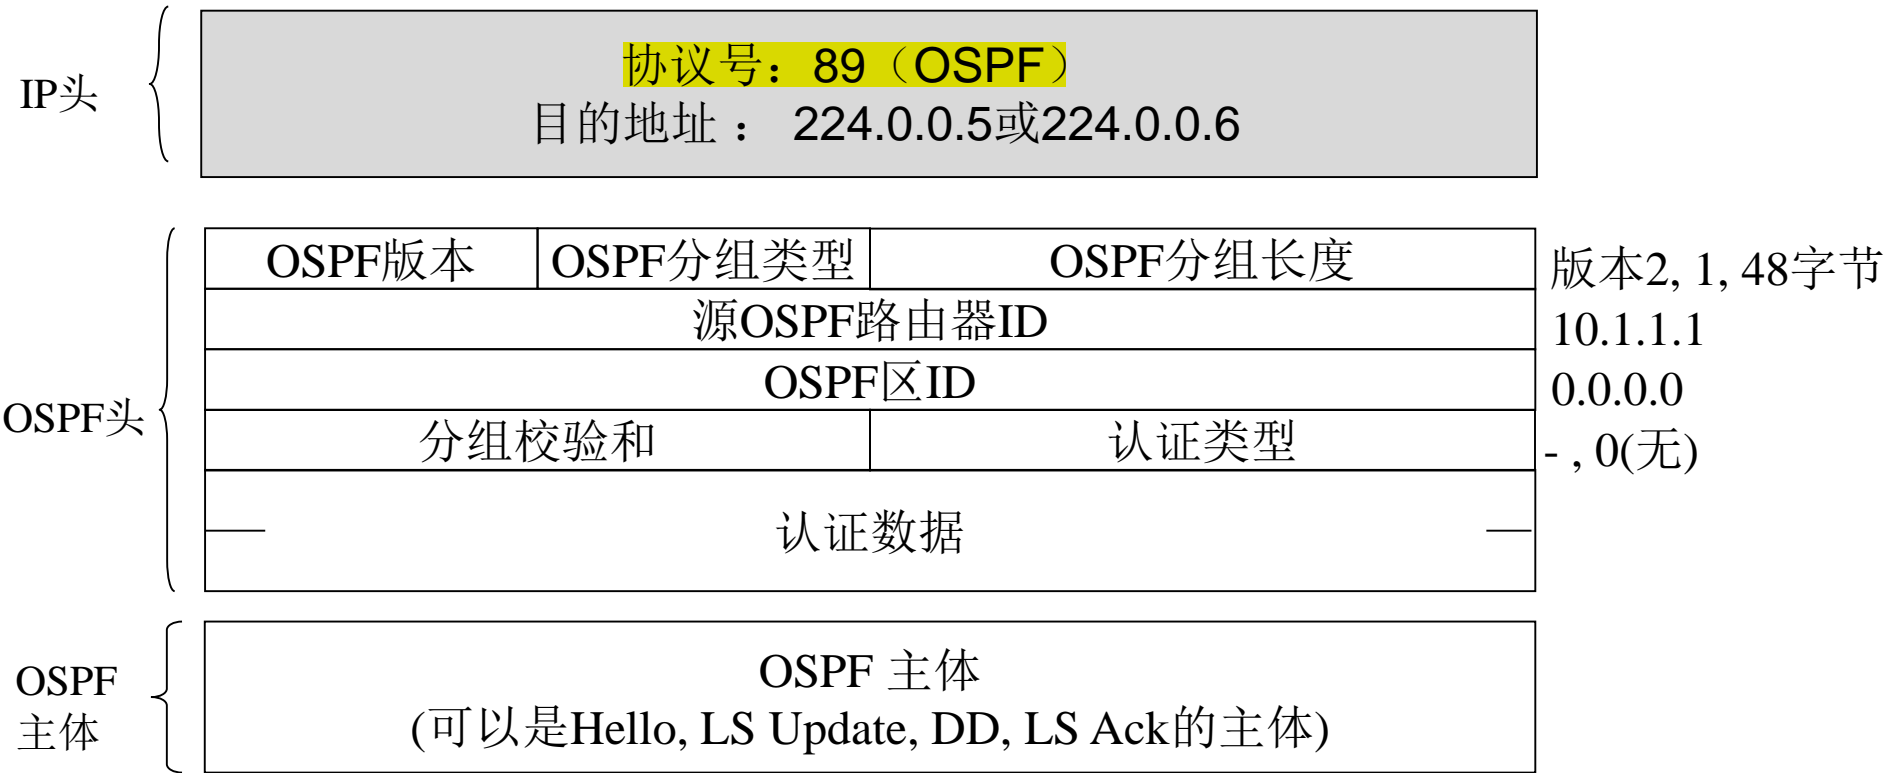 IP头
协议号：89（OSPF）
目的地址： 224.0.0.5或224.0.0.6
OSPF头
OSPF版本 OSPF分组类型 OSPF分组长度 版本2, 1, 48字节
源OSPF路由器ID 10.1.1.1
OSPF区ID 0.0.0.0
分组校验和 认证类型 - , 0(无)
认证数据
OSPF
主体
OSPF 主体
(可以是Hello, LS Update, DD, LS Ack的主体)